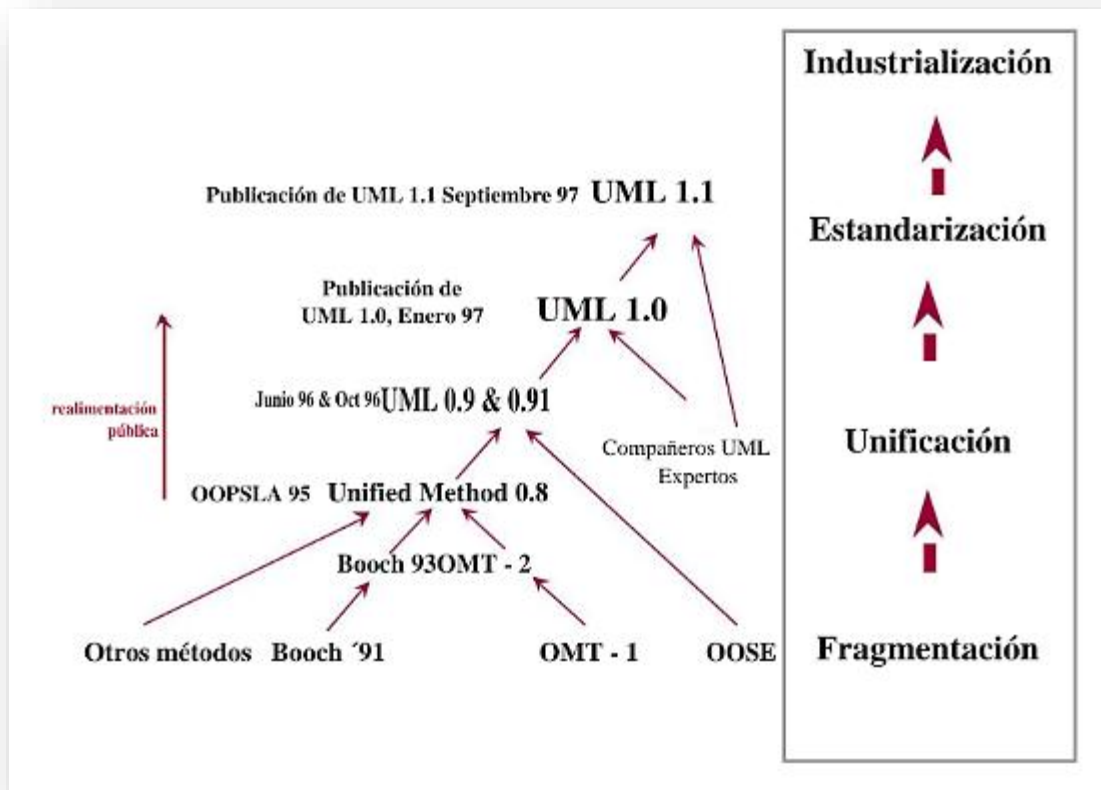 Industrialización
Publicación de UML 1.1 Septiembre 97 UML 1.1
Estandarización
Publicación de
UML 1.0, Enero 97
UML 1.0
realimentación
pública
Junio 96 & Oct 96 UML 0.9 & 0.91
Compañeros UML
Expertos
Unificación
OOPSLA 95 Unified Method 0.8
Booch 93 OMT - 2
Otros métodos Booch ´91 OMT - 1 OOSE
Fragmentación